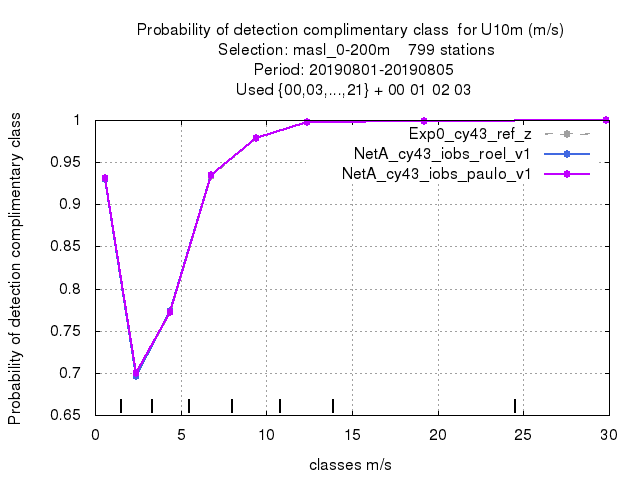 Probability of detection complimentary class  for U10m (m/s)
Selection: masl_0-200m    799 stations
Period: 20190801-20190805
Used {00,03,...,21} + 00 01 02 03
Probability of detection complimentary class
1
0.95
0.9
0.85
0.8
0.75
0.7
0.65
Exp0_cy43_ref_z
NetA_cy43_iobs_roel_v1
NetA_cy43_iobs_paulo_v1
0 5 10 15 20 25 30
classes m/s